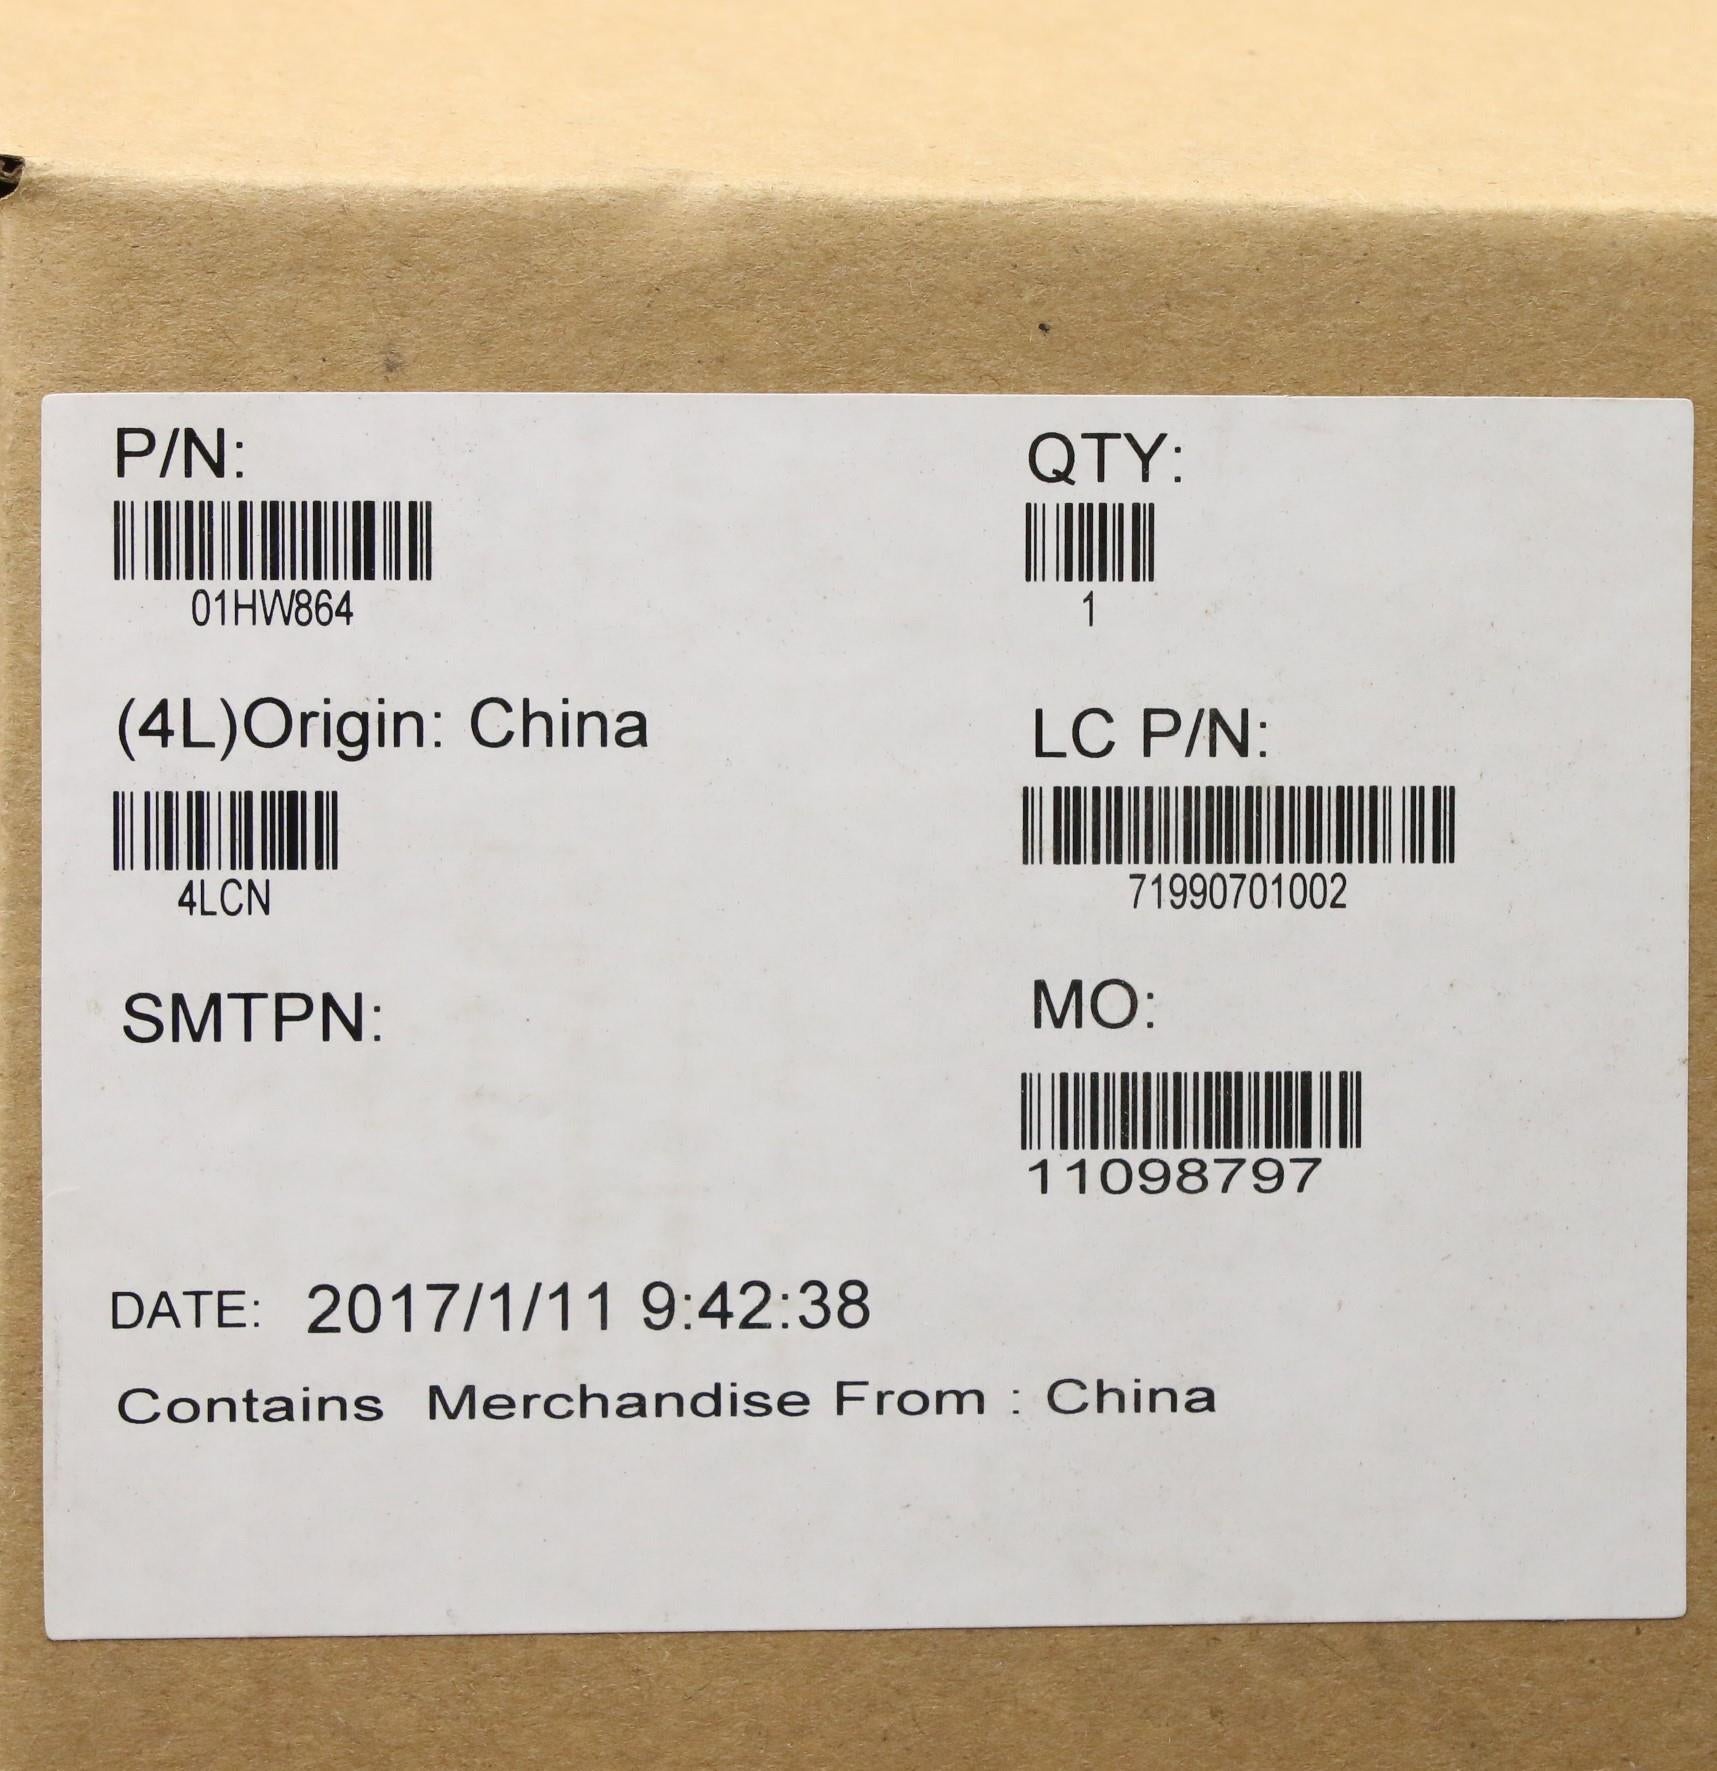 P/N:
QTY:
01HW864
1
(4L)Origin: China
LC P/N:
4LCN
71990701002
SMTPN:
MO:
11098797
DATE: 2017/1/11 9:42:38
Contains Merchandise From : China